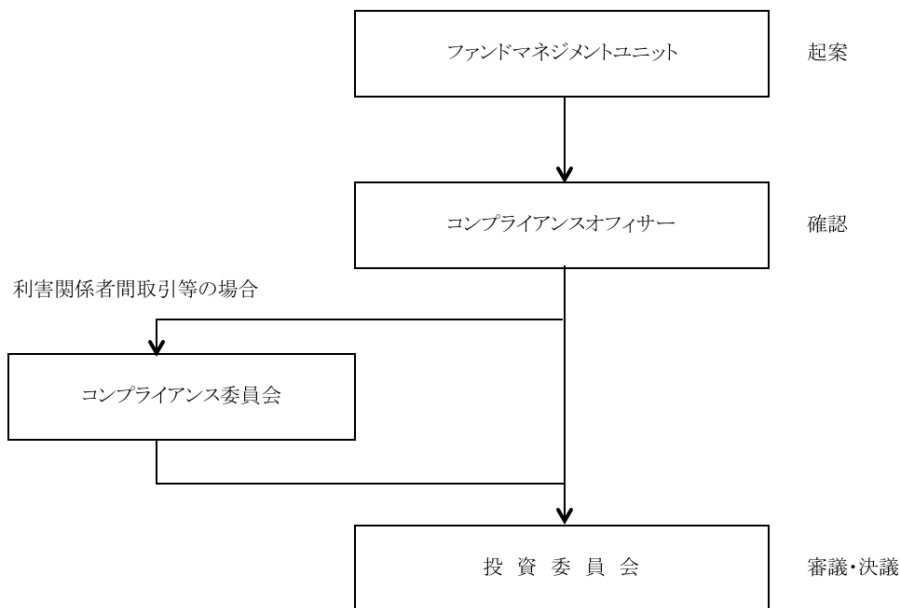 ファンドマネジメントユニット
起案
コンプライアンスオフィサー
確認
利害関係者間取引等の場合
コンプライアンス委員会
投 資 委 員 会
審議・決議